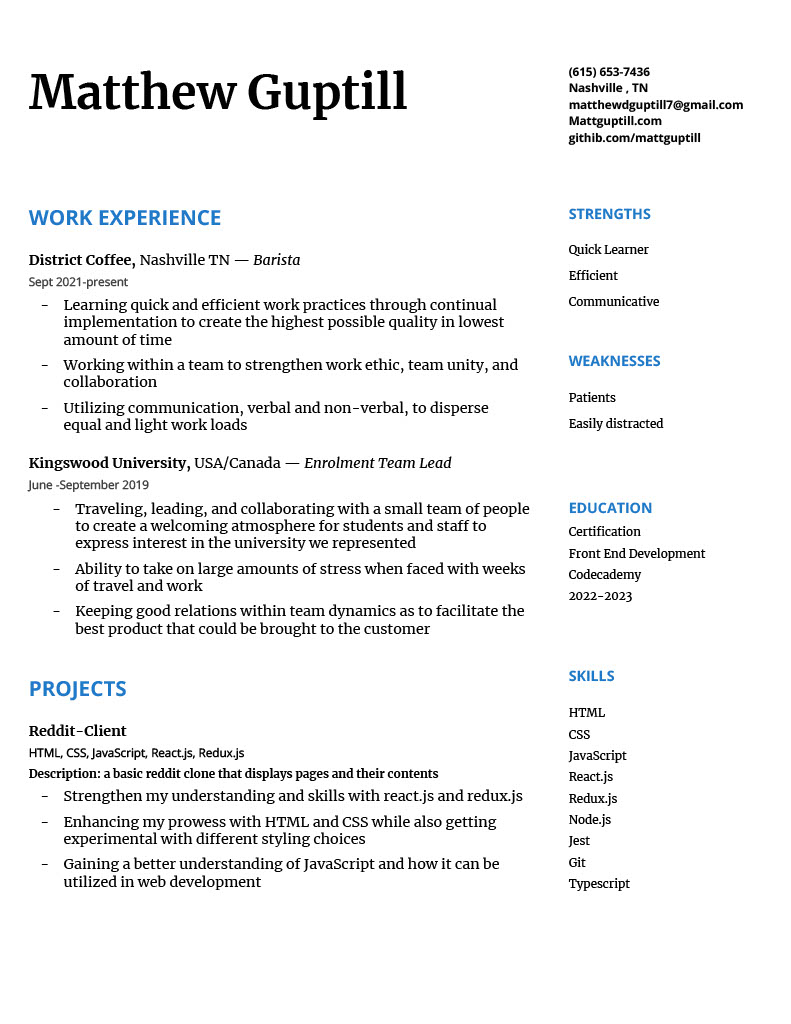 Matthew Guptill
(615) 653-7436
Nashville , TN
matthewdguptill7@gmail.com
Mattguptill.com
githib.com/mattguptill
WORK EXPERIENCE
District Coffee, Nashville TN — Barista
Sept 2021-present
- Learning quick and efficient work practices through continual
implementation to create the highest possible quality in lowest
amount of time
- Working within a team to strengthen work ethic, team unity, and
collaboration
- Utilizing communication, verbal and non-verbal, to disperse
equal and light work loads
Kingswood University, USA/Canada — Enrolment Team Lead
June -September 2019
- Traveling, leading, and collaborating with a small team of people
to create a welcoming atmosphere for students and staff to
express interest in the university we represented
- Ability to take on large amounts of stress when faced with weeks
of travel and work
- Keeping good relations within team dynamics as to facilitate the
best product that could be brought to the customer
PROJECTS
Reddit-Client
HTML, CSS, JavaScript, React.js, Redux.js
Description: a basic reddit clone that displays pages and their contents
- Strengthen my understanding and skills with react.js and redux.js
- Enhancing my prowess with HTML and CSS while also getting
experimental with different styling choices
- Gaining a better understanding of JavaScript and how it can be
utilized in web development
STRENGTHS
Quick Learner
Efficient
Communicative
WEAKNESSES
Patients
Easily distracted
EDUCATION
Certification
Front End Development
Codecademy
2022-2023
SKILLS
HTML
CSS
JavaScript
React.js
Redux.js
Node.js
Jest
Git
Typescript